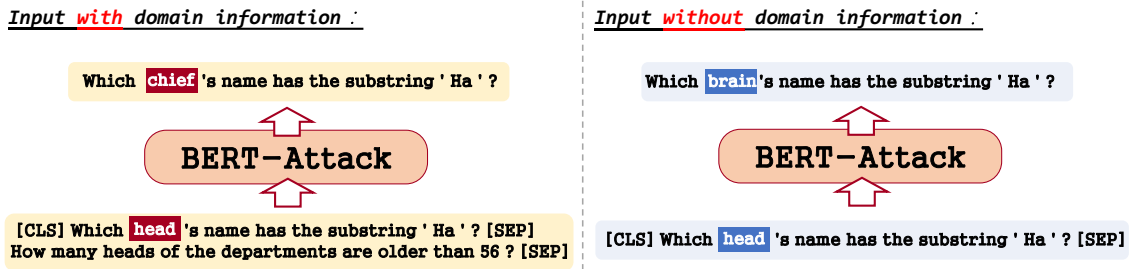 Input with domain information :
Which chief 's name has the substring ' Ha ' ?
BERT-Attack
[CLS] Which head 's name has the substring ' Ha ' ? [SEP]
How many heads of the departments are older than 56 ? [SEP]
Input without domain information :
Which brain's name has the substring ' Ha ' ?
BERT-Attack
[CLS] Which head 's name has the substring ' Ha ' ? [SEP]